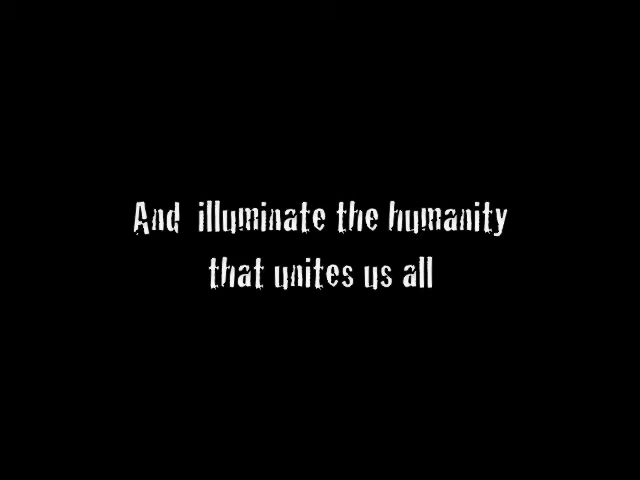 And illuminate the humanity
that unites us all